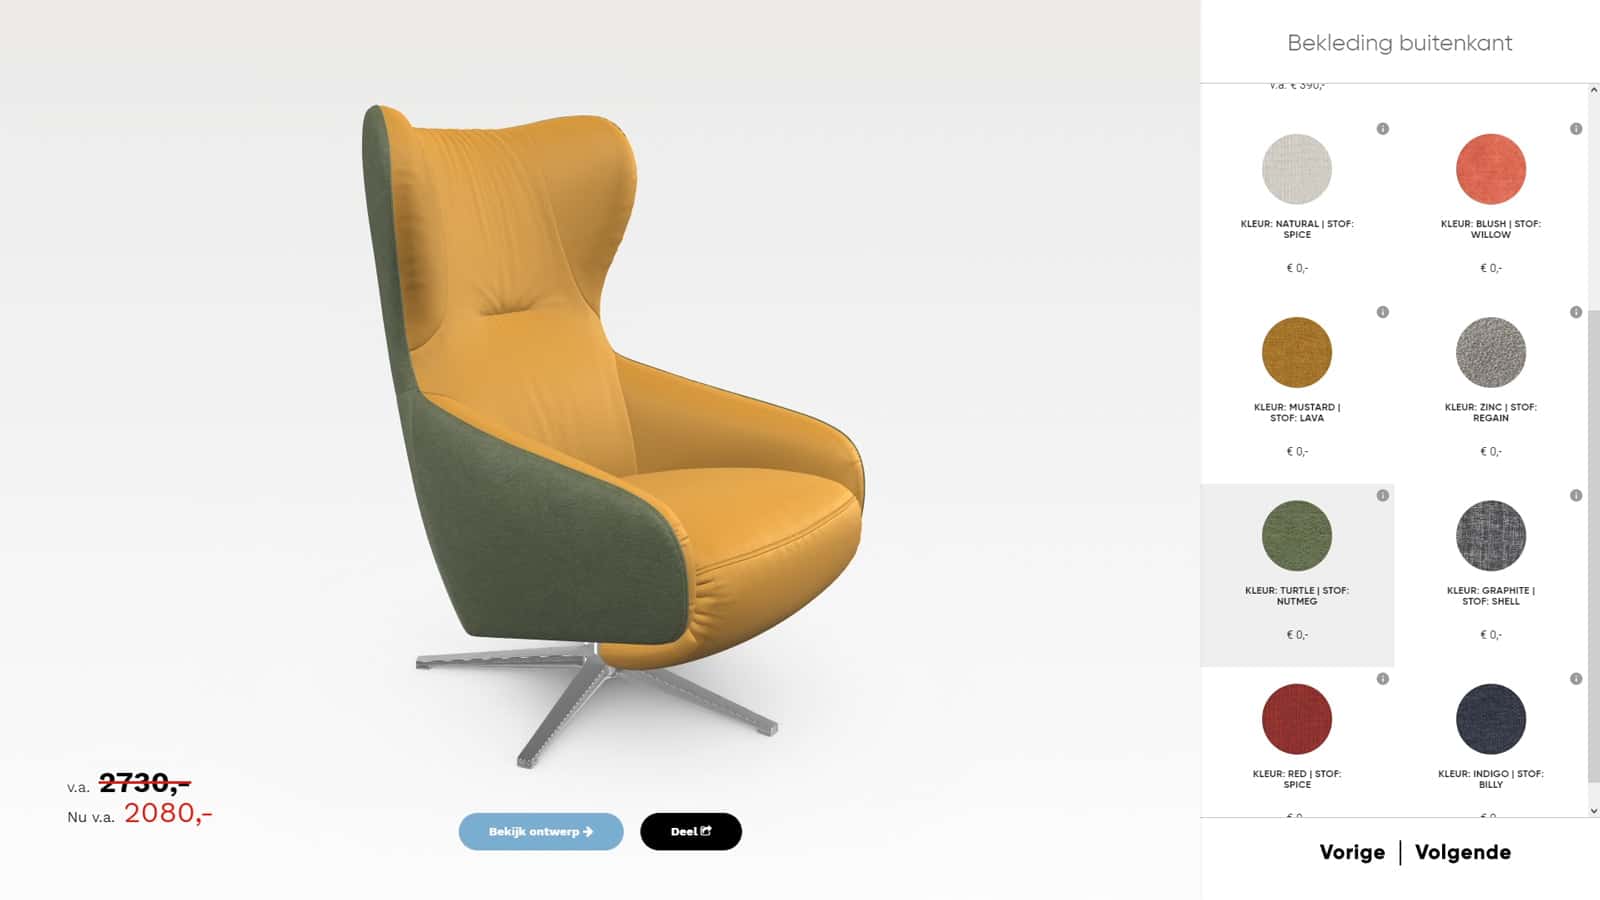 Bekleding buitenkant
v.a. € 390,-
KLEUR: NATURAL | STOF:
SPICE
€ 0,-
KLEUR: BLUSH | STOF:
WILLOW
€ 0,-
KLEUR: MUSTARD |
STOF: LAVA
€ 0,-
KLEUR: ZINC | STOF:
REGAIN
€ 0,-
KLEUR: TURTLE | STOF:
NUTMEG
€ 0,-
KLEUR: GRAPHITE |
STOF: SHELL
€ 0,-
KLEUR: RED | STOF:
SPICE
€ 0,-
KLEUR: INDIGO | STOF:
BILLY
€ 0,-
v.a. 2730,-
Nu v.a. 2080,-
Bekijk ontwerp
Deel
Vorige | Volgende